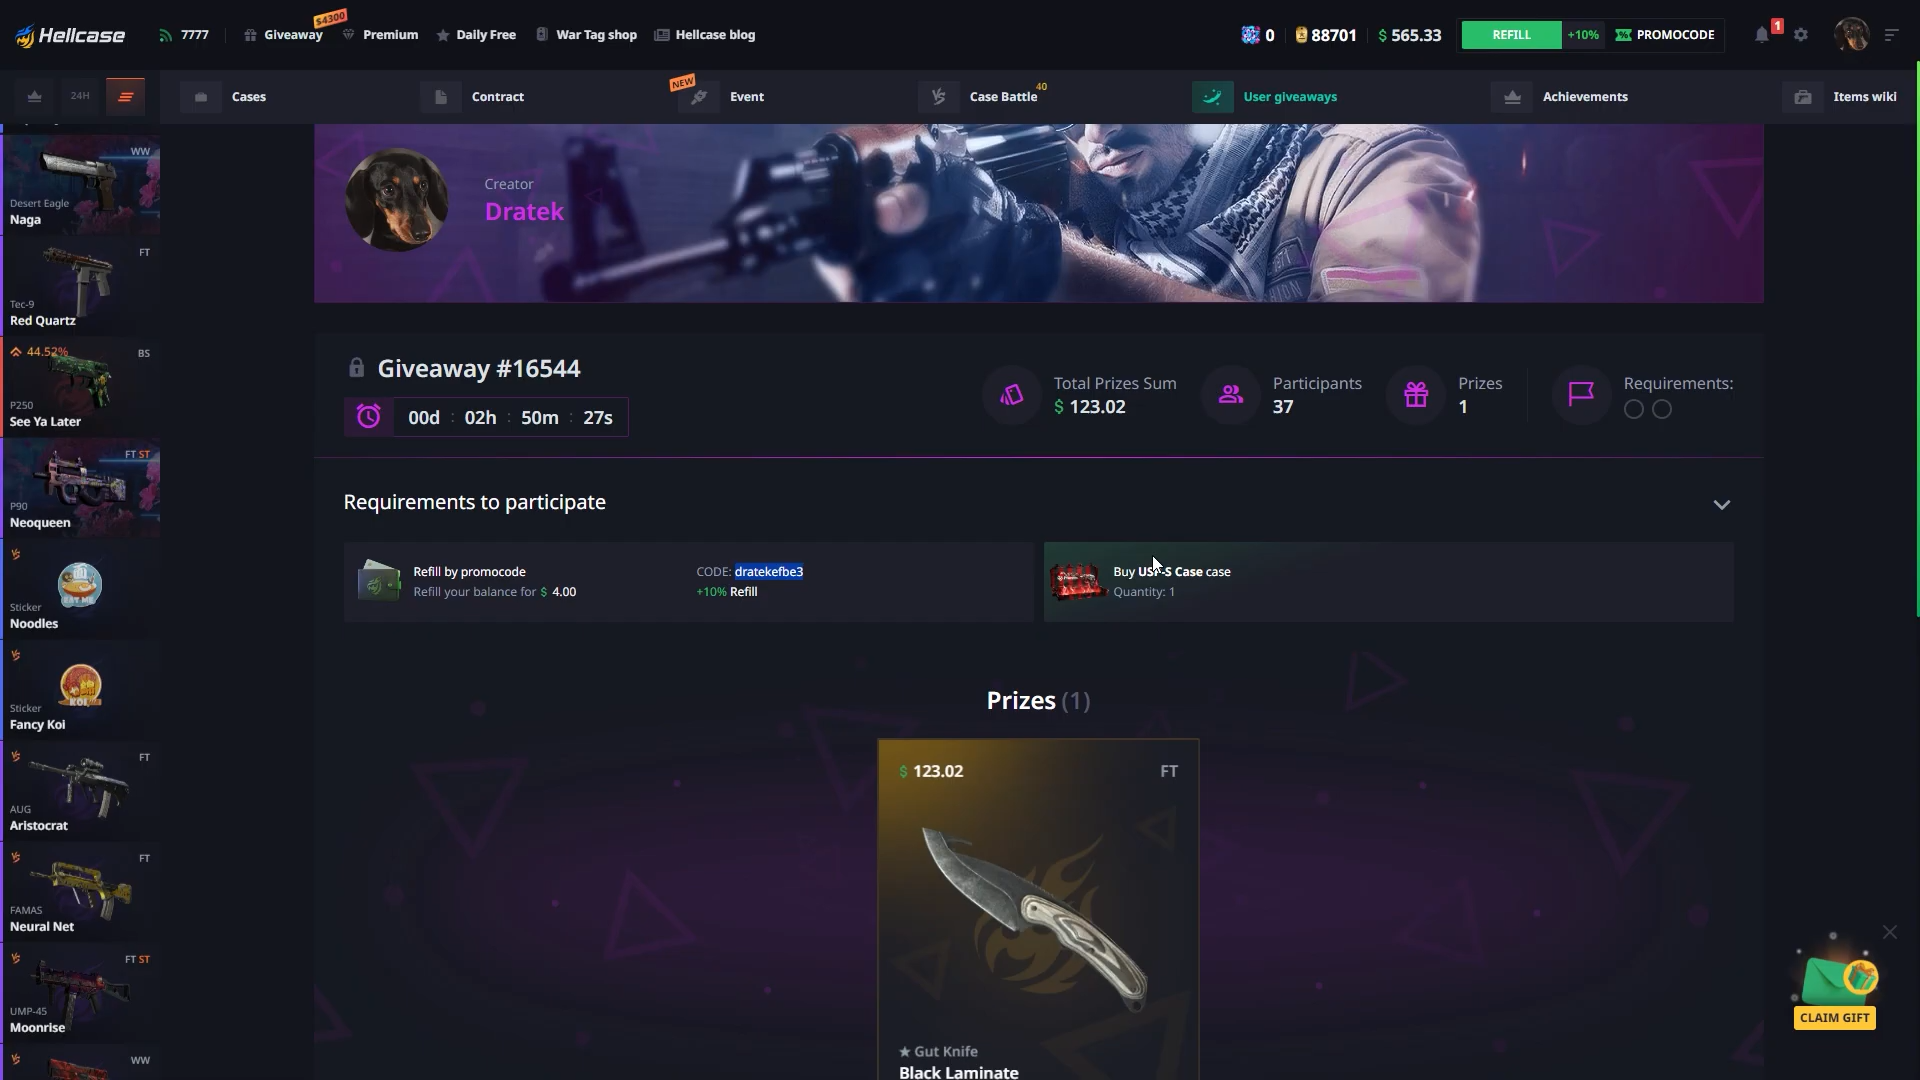 Hellcase
7777
Giveaway
$4300
Premium
Daily Free
War Tag shop
Hellcase blog
0
88701
$ 565.33
REFILL
+10%
PROMOCODE
1
24H
Cases
Contract
NEW
Event
Case Battle
40
User giveaways
Achievements
Items wiki
WW
Desert Eagle
Naga
FT
Tec-9
Red Quartz
44.52%
BS
P250
See Ya Later
FT ST
P90
Neoqueen
Sticker
Noodles
Sticker
Fancy Koi
FT
AUG
Aristocrat
FT
FAMAS
Neural Net
FT ST
UMP-45
Moonrise
WW
Creator
Dratek
Giveaway #16544
00d : 02h : 50m : 27s
Total Prizes Sum
$ 123.02
Participants
37
Prizes
1
Requirements:
Requirements to participate
Refill by promocode
Refill your balance for $ 4.00
CODE: dratekefbe3
+10% Refill
Buy USP-S Case case
Quantity: 1
Prizes (1)
$ 123.02
FT
★ Gut Knife
Black Laminate
CLAIM GIFT